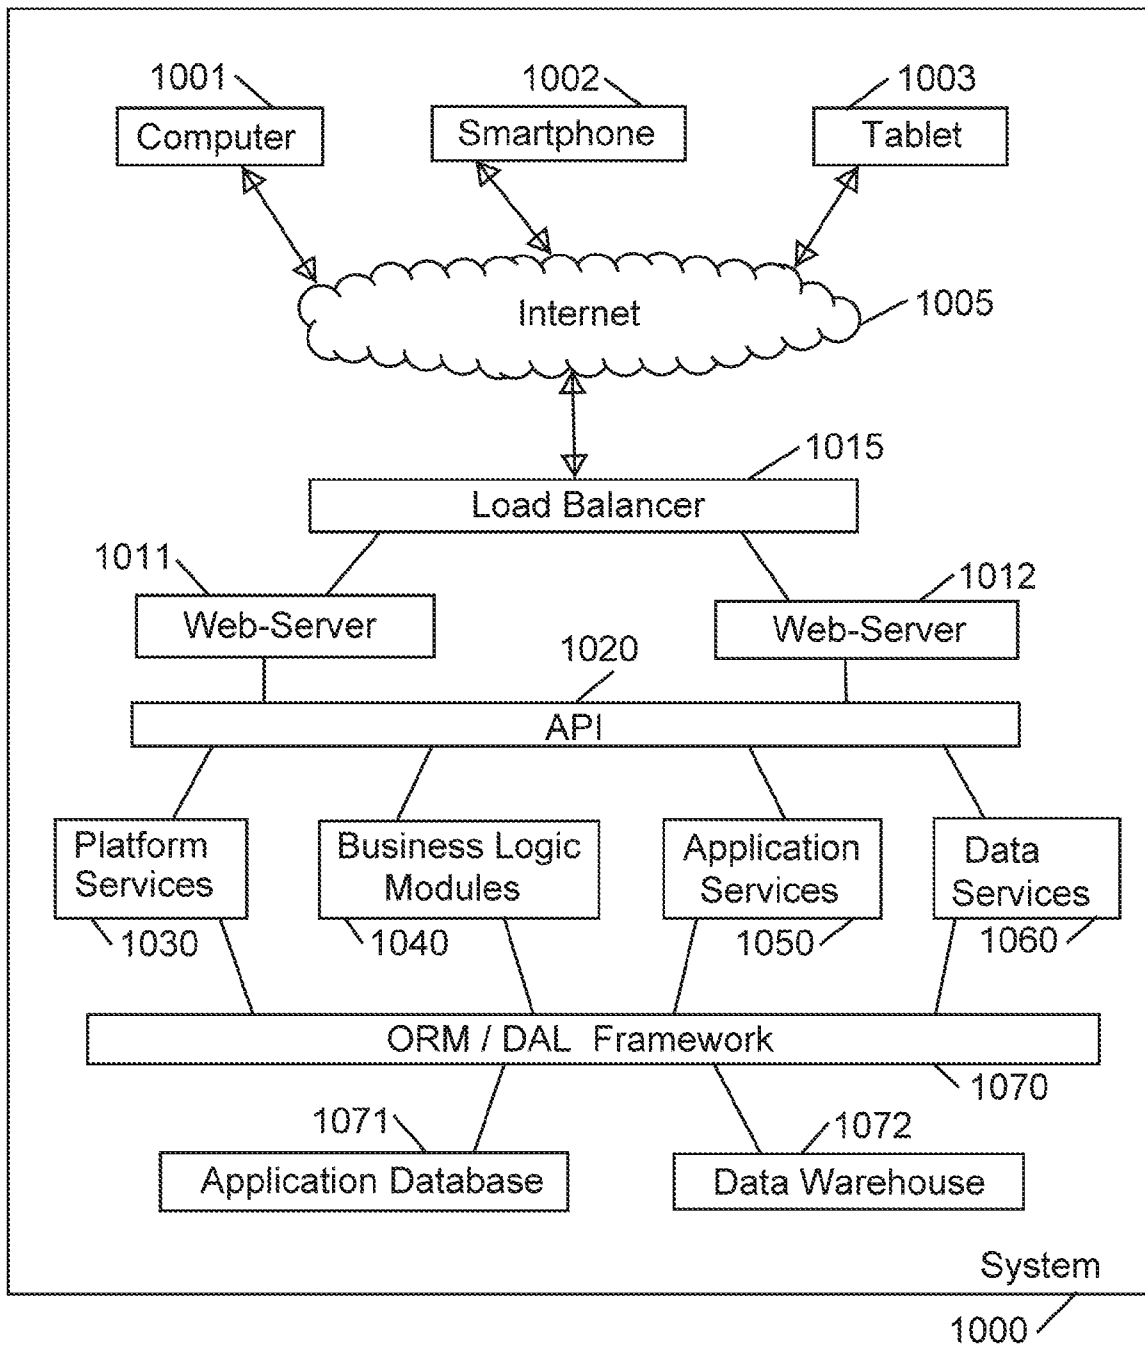 1001
1002
1003
Computer
Smartphone
Tablet
Internet
1005
1015
Load Balancer
1011
1012
Web-Server
Web-Server
1020
API
Platform
Services
Business Logic
Modules
Application
Services
Data
Services
1030
1040
1050
1060
ORM / DAL Framework
1070
1071
1072
Application Database
Data Warehouse
System
1000